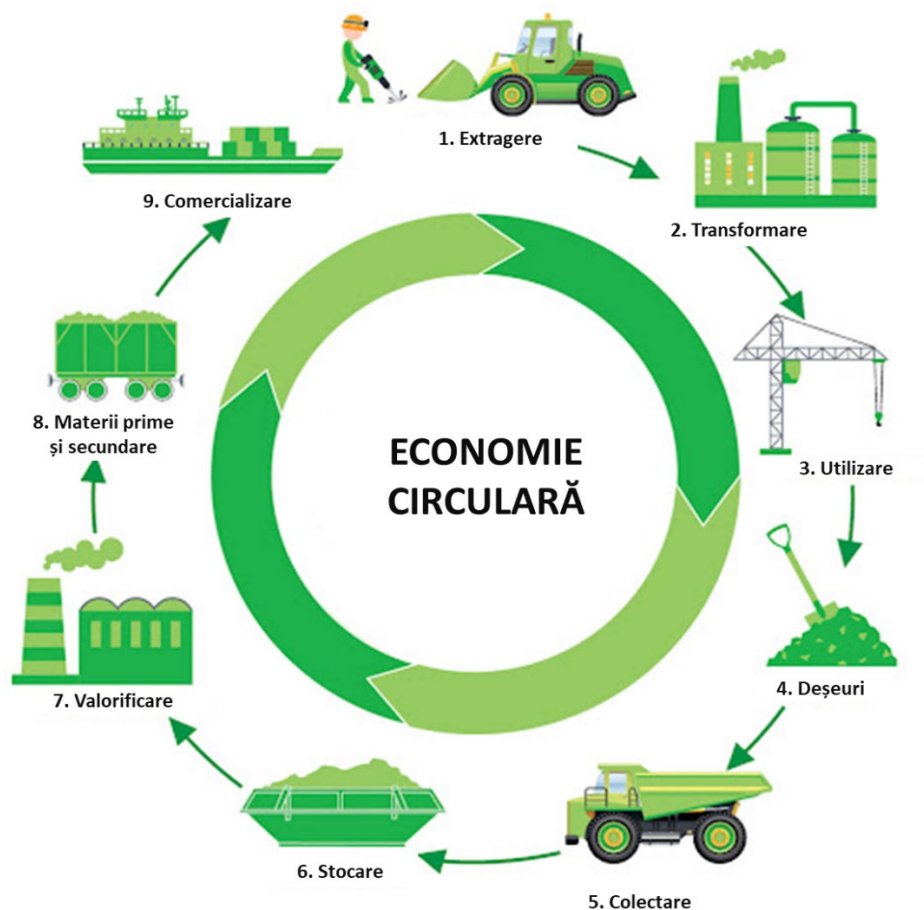 ECONOMIE
CIRCULARĂ
1. Extragere
2. Transformare
3. Utilizare
4. Deșeuri
5. Colectare
6. Stocare
7. Valorificare
8. Materii prime
și secundare
9. Comercializare